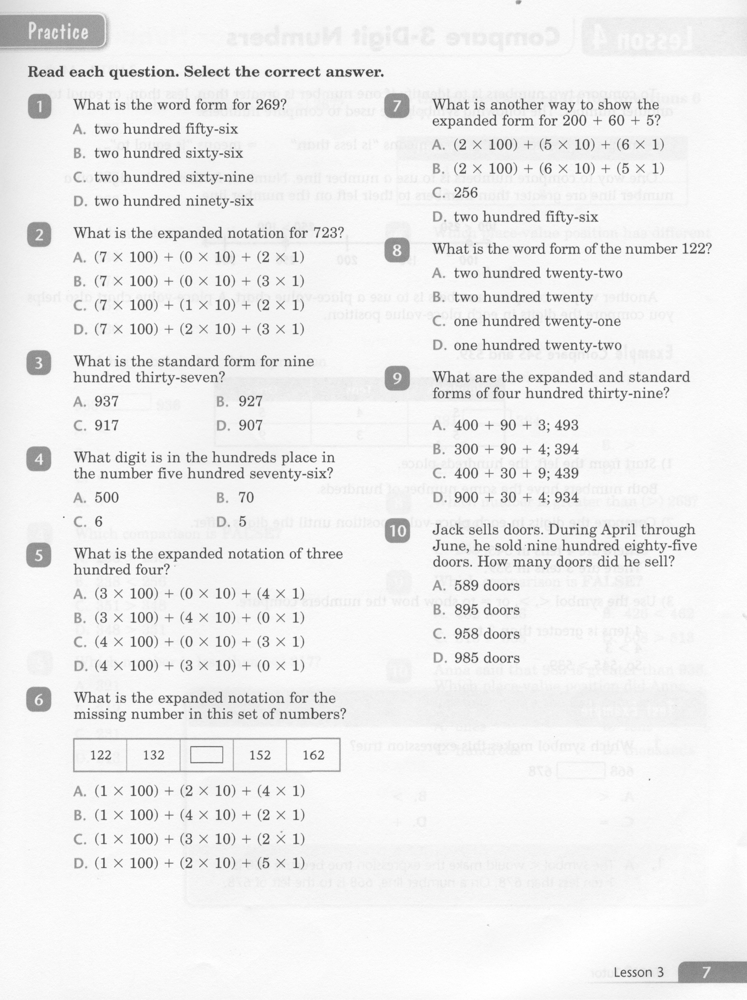 Practice
Read each question. Select the correct answer.
1 What is the word form for 269?
A. two hundred fifty-six
B. two hundred sixty-six
C. two hundred sixty-nine
D. two hundred ninety-six
2 What is the expanded notation for 723?
A. (7 × 100) + (0 × 10) + (2 × 1)
B. (7 × 100) + (0 × 10) + (3 × 1)
C. (7 × 100) + (1 × 10) + (2 × 1)
D. (7 × 100) + (2 × 10) + (3 × 1)
3 What is the standard form for nine
hundred thirty-seven?
A. 937 B. 927
C. 917 D. 907
4 What digit is in the hundreds place in
the number five hundred seventy-six?
A. 500 B. 70
C. 6 D. 5
5 What is the expanded notation of three
hundred four?
A. (3 × 100) + (0 × 10) + (4 × 1)
B. (3 × 100) + (4 × 10) + (0 × 1)
C. (4 × 100) + (0 × 10) + (3 × 1)
D. (4 × 100) + (3 × 10) + (0 × 1)
6 What is the expanded notation for the
missing number in this set of numbers?
122 132 152 162
A. (1 × 100) + (2 × 10) + (4 × 1)
B. (1 × 100) + (4 × 10) + (2 × 1)
C. (1 × 100) + (3 × 10) + (2 × 1)
D. (1 × 100) + (2 × 10) + (5 × 1)
7 What is another way to show the
expanded form for 200 + 60 + 5?
A. (2 × 100) + (5 × 10) + (6 × 1)
B. (2 × 100) + (6 × 10) + (5 × 1)
C. 256
D. two hundred fifty-six
8 What is the word form of the number 122?
A. two hundred twenty-two
B. two hundred twenty
C. one hundred twenty-one
D. one hundred twenty-two
9 What are the expanded and standard
forms of four hundred thirty-nine?
A. 400 + 90 + 3; 493
B. 300 + 90 + 4; 394
C. 400 + 30 + 9; 439
D. 900 + 30 + 4; 934
10 Jack sells doors. During April through
June, he sold nine hundred eighty-five
doors. How many doors did he sell?
A. 589 doors
B. 895 doors
C. 958 doors
D. 985 doors
Lesson 3 7